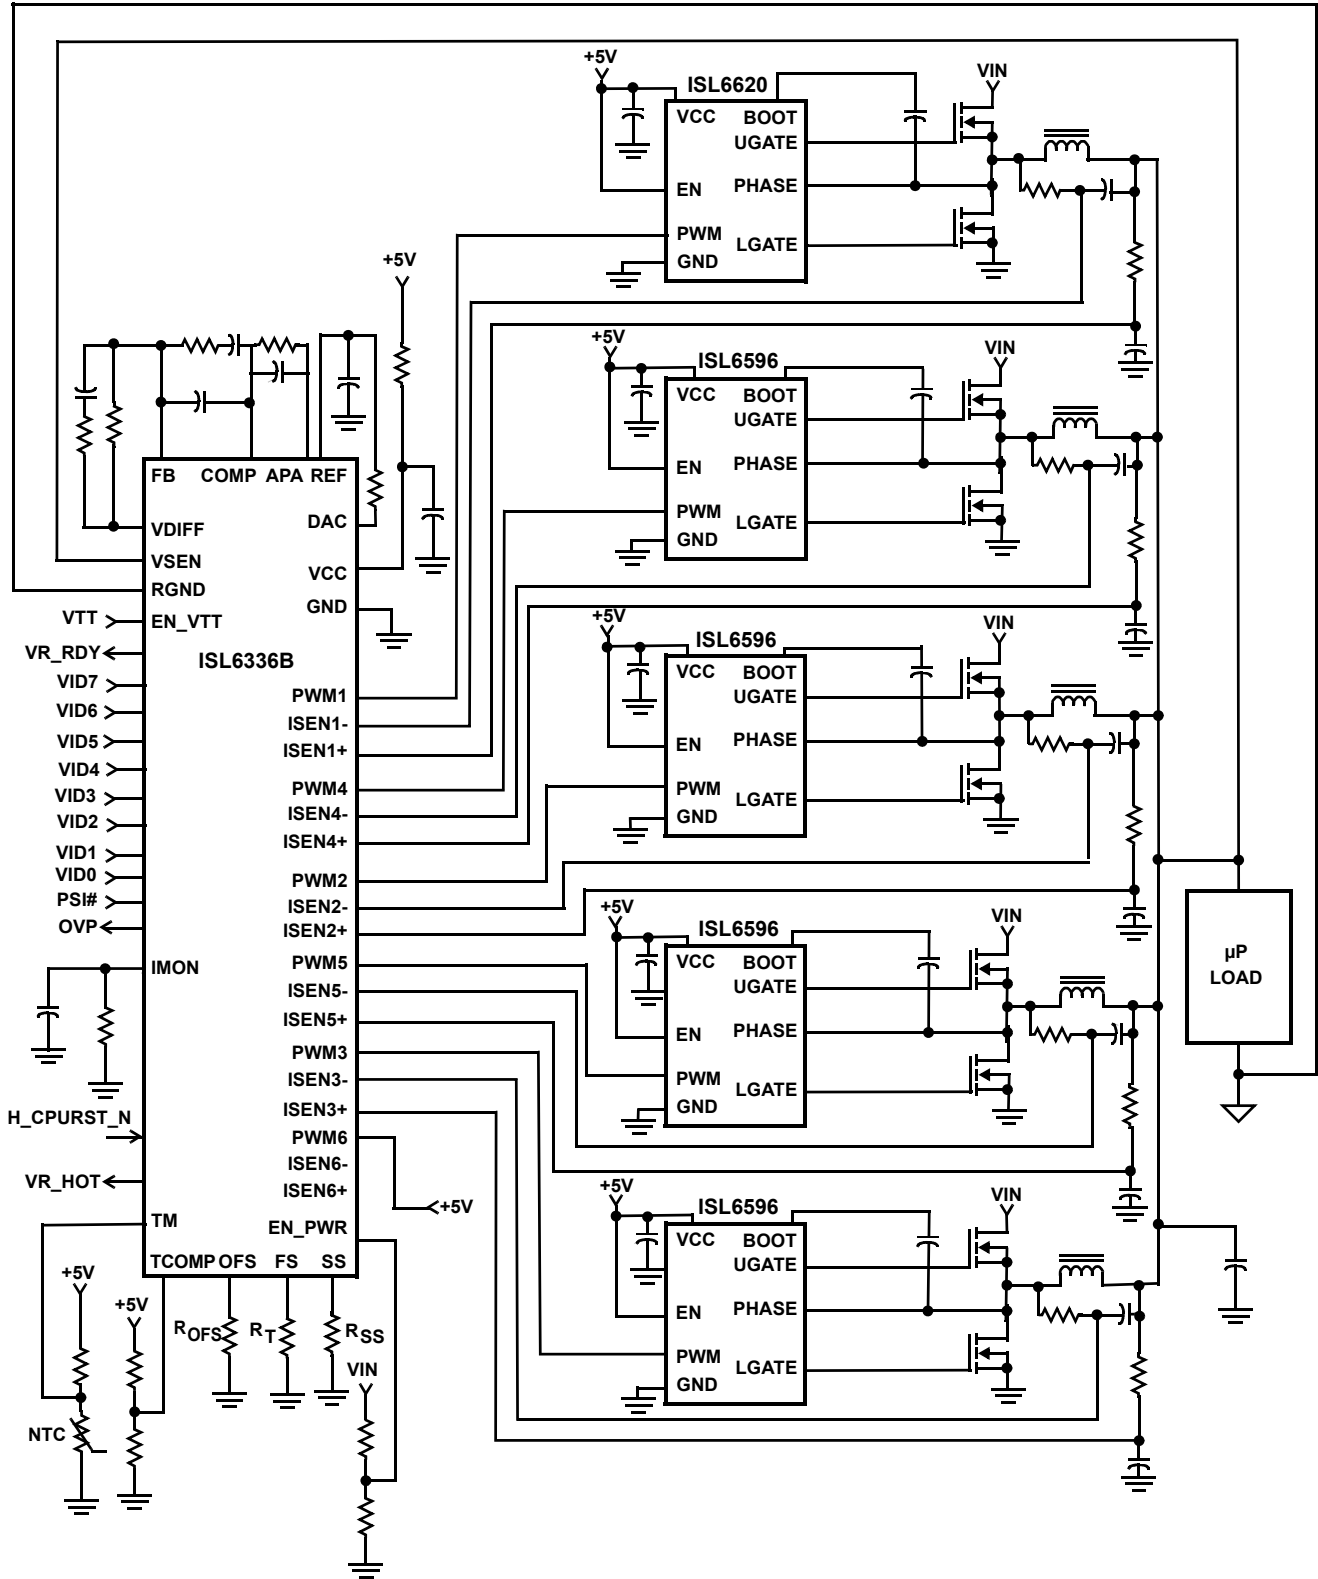 +5V
ISL6620
VIN
VCC
BOOT
UGATE
EN
PHASE
PWM
LGATE
GND
+5V
+5V
ISL6596
VIN
VCC
BOOT
UGATE
EN
PHASE
PWM
LGATE
GND
+5V
ISL6596
VIN
VCC
BOOT
UGATE
EN
PHASE
PWM
LGATE
GND
+5V
ISL6596
VIN
VCC
BOOT
UGATE
EN
PHASE
PWM
LGATE
GND
+5V
ISL6596
VIN
VCC
BOOT
UGATE
EN
PHASE
PWM
LGATE
GND
FB COMP APA REF
VDIFF
DAC
VSEN
VCC
RGND
GND
VTT
EN_VTT
VR_RDY
ISL6336B
VID7
VID6
VID5
VID4
VID3
VID2
VID1
VID0
PSI#
OVP
IMON
H_CPURST_N
VR_HOT
TM
PWM1
ISEN1-
ISEN1+
PWM4
ISEN4-
ISEN4+
PWM2
ISEN2-
ISEN2+
PWM5
ISEN5-
ISEN5+
PWM3
ISEN3-
ISEN3+
PWM6
ISEN6-
ISEN6+
+5V
EN_PWR
TCOMP OFS FS SS
+5V
+5V
ROFS
RT
RSS
VIN
NTC
µP
LOAD